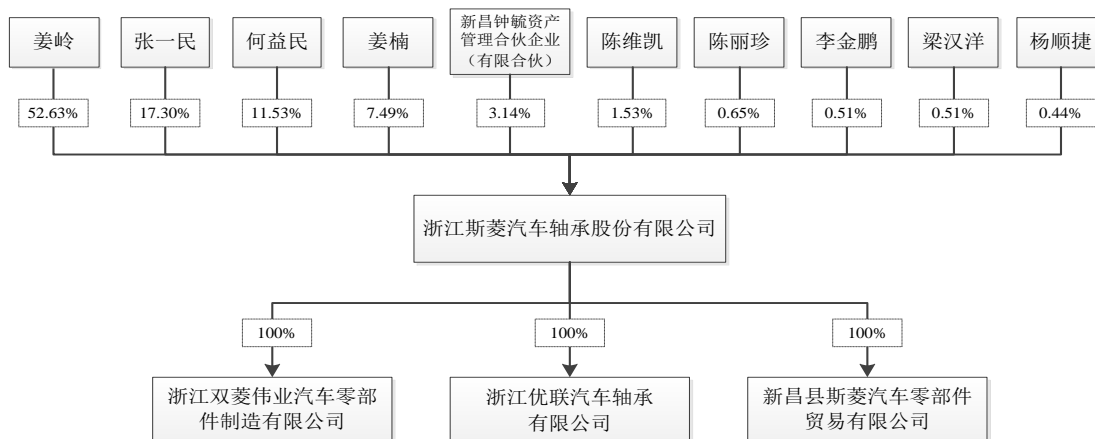 姜岭
张一民
何益民
姜楠
新昌钟毓资产
管理合伙企业
（有限合伙）
陈维凯
陈丽珍
李金鹏
梁汉洋
杨顺捷
52.63%
17.30%
11.53%
7.49%
3.14%
1.53%
0.65%
0.51%
0.51%
0.44%
浙江斯菱汽车轴承股份有限公司
100%
100%
100%
浙江双菱伟业汽车零部
件制造有限公司
浙江优联汽车轴承
有限公司
新昌县斯菱汽车零部件
贸易有限公司